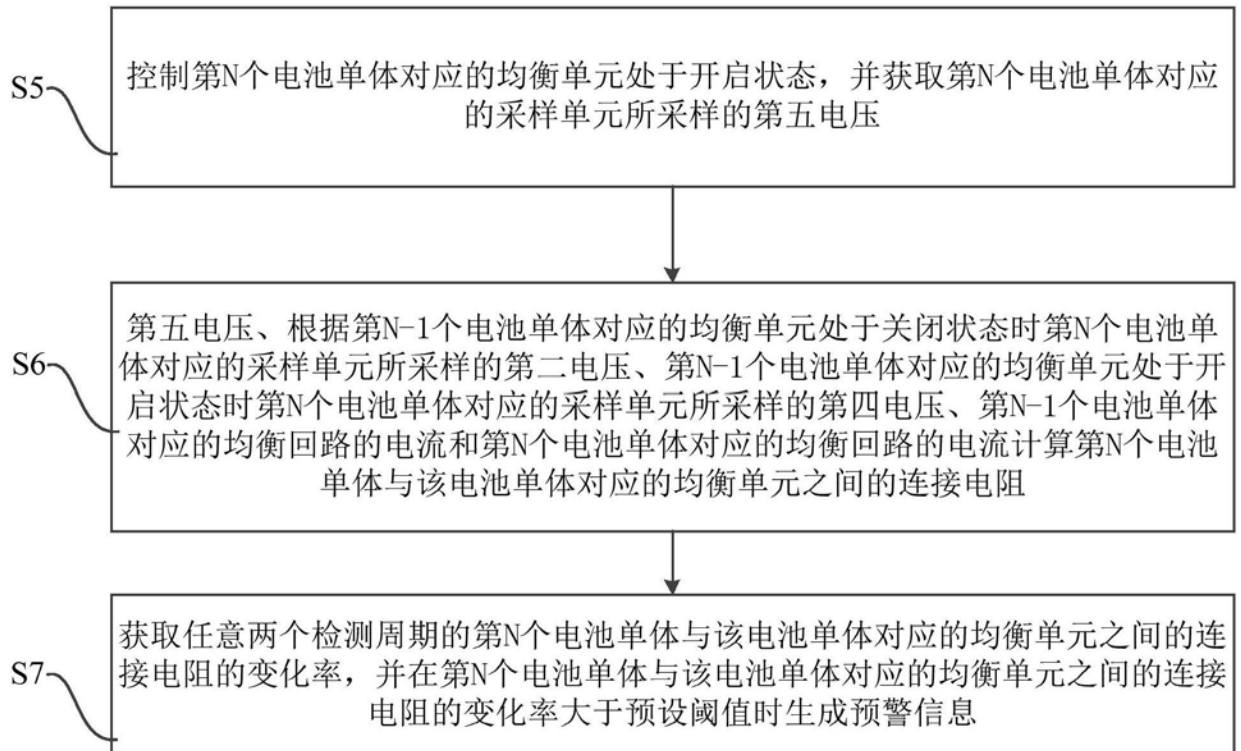 S5
控制第N个电池单体对应的均衡单元处于开启状态，并获取第N个电池单体对应
的采样单元所采样的第五电压
S6
第五电压、根据第N-1个电池单体对应的均衡单元处于关闭状态时第N个电池单
体对应的采样单元所采样的第二电压、第N-1个电池单体对应的均衡单元处于开
启状态时第N个电池单体对应的采样单元所采样的第四电压、第N-1个电池单体
对应的均衡回路的电流和第N个电池单体对应的均衡回路的电流计算第N个电池
单体与该电池单体对应的均衡单元之间的连接电阻
S7
获取任意两个检测周期的第N个电池单体与该电池单体对应的均衡单元之间的连
接电阻的变化率，并在第N个电池单体与该电池单体对应的均衡单元之间的连接
电阻的变化率大于预设阈值时生成预警信息